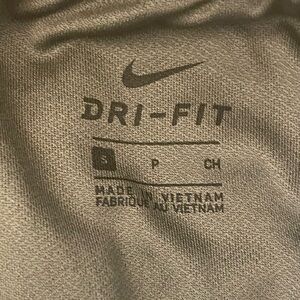 DRI-FIT
S P CH
MADE IN VIETNAM
FABRIQUÉ AU VIETNAM